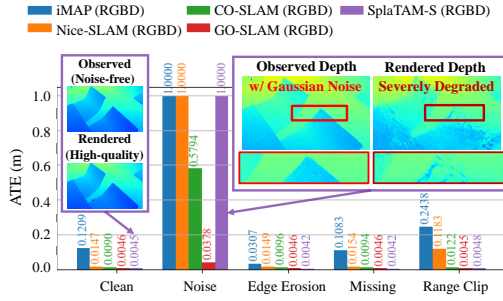 iMAP (RGBD)
CO-SLAM (RGBD)
SplaTAM-S (RGBD)
Nice-SLAM (RGBD)
GO-SLAM (RGBD)
Observed
(Noise-free)
Rendered
(High-quality)
Observed Depth
w/ Gaussian Noise
Rendered Depth
Severely Degraded
ATE (m)
1.0
0.8
0.6
0.4
0.2
0.0
0.1209
0.0147
0.0090
0.0046
0.0045
1.0000
1.0000
0.5794
0.0378
1.0000
0.0307
0.0149
0.0096
0.0046
0.0042
0.1083
0.0154
0.0094
0.0046
0.0042
0.2438
0.1183
0.0122
0.0045
0.0048
Clean
Noise
Edge Erosion
Missing
Range Clip